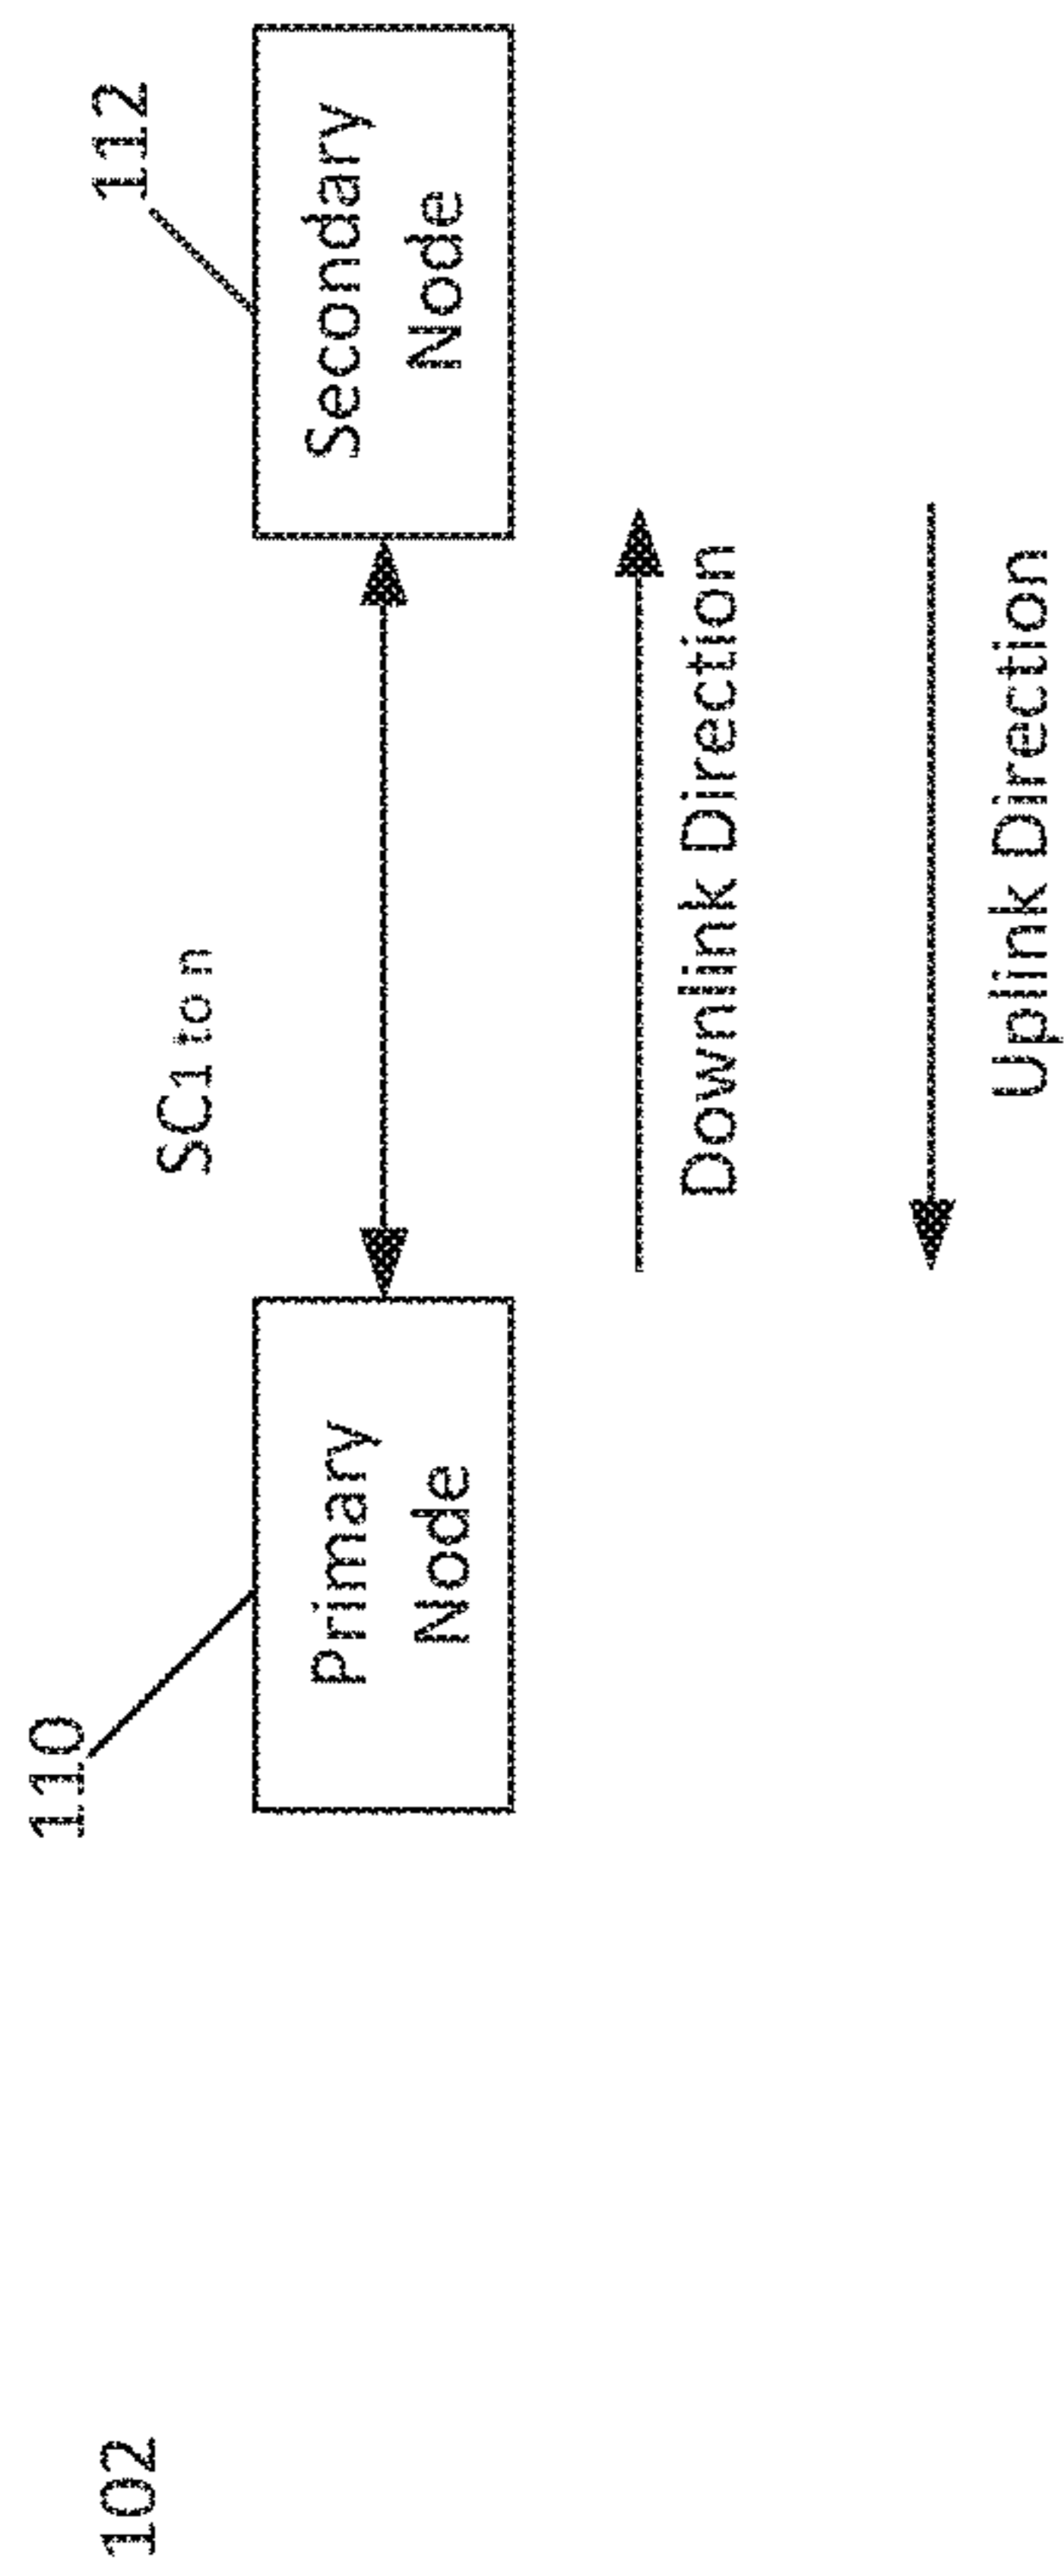 102
110
Primary
Node
SC1 to n
112
Secondary
Node
Downlink Direction
Uplink Direction